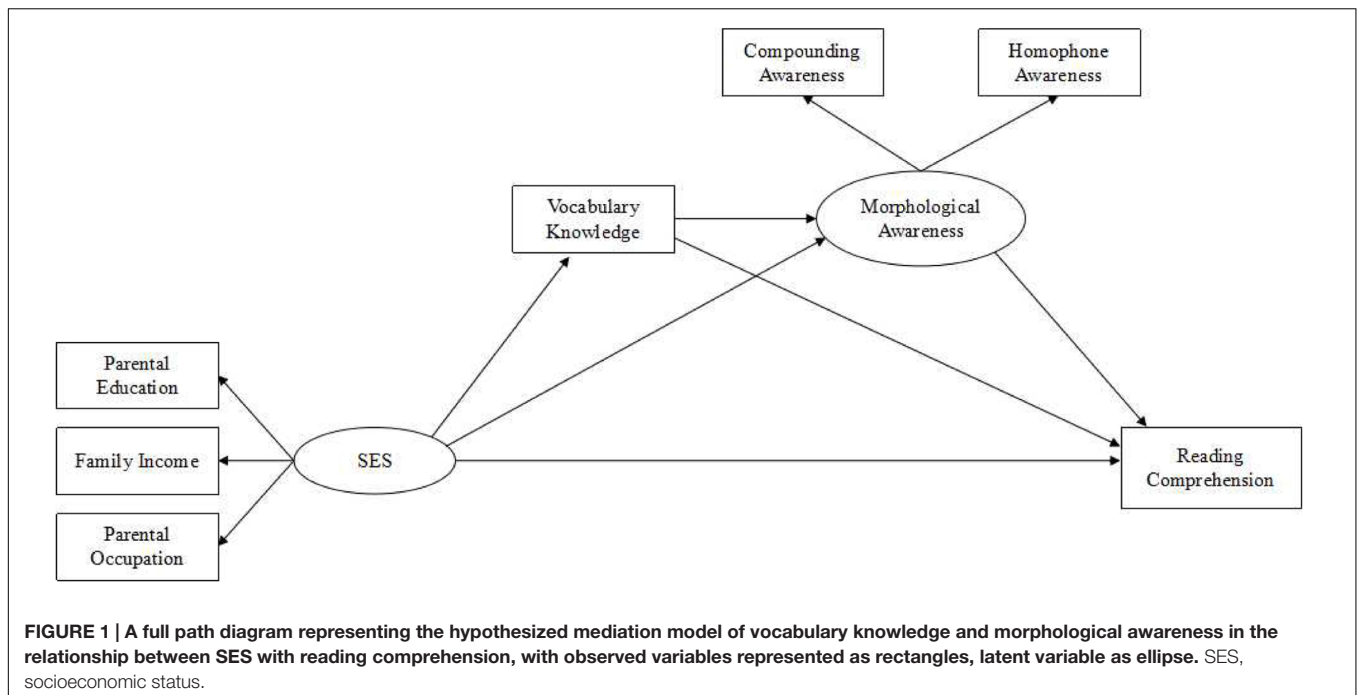 Compounding
Awareness
Homophone
Awareness
Vocabulary
Knowledge
Morphological
Awareness
Parental
Education
Family Income
SES
Parental
Occupation
Reading
Comprehension
FIGURE 1 | A full path diagram representing the hypothesized mediation model of vocabulary knowledge and morphological awareness in the
relationship between SES with reading comprehension, with observed variables represented as rectangles, latent variable as ellipse. SES,
socioeconomic status.